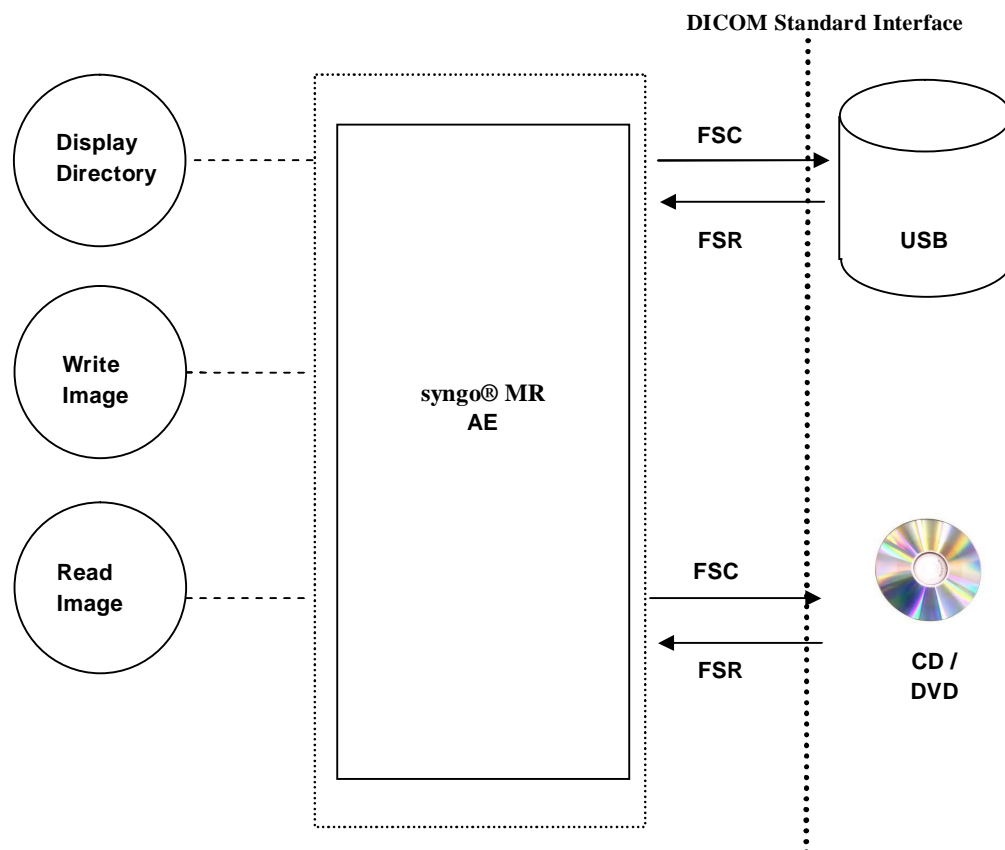 DICOM Standard Interface
Display
Directory
FSC
FSR
USB
Write
Image
syngo® MR
AE
Read
Image
FSC
FSR
CD /
DVD